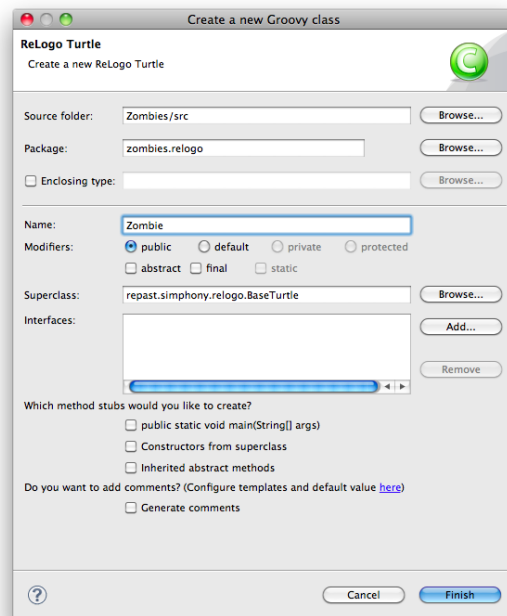 Create a new Groovy class
ReLogo Turtle
Create a new ReLogo Turtle
C
Source folder: Zombies/src Browse...
Package: zombies.relogo Browse...
Enclosing type: Browse...
Name: Zombie
Modifiers: public default private protected
abstract final static
Superclass: repast.simphony.relogo.BaseTurtle Browse...
Interfaces: Add...
Remove
Which method stubs would you like to create?
public static void main(String[] args)
Constructors from superclass
Inherited abstract methods
Do you want to add comments? (Configure templates and default value here)
Generate comments
? Cancel Finish